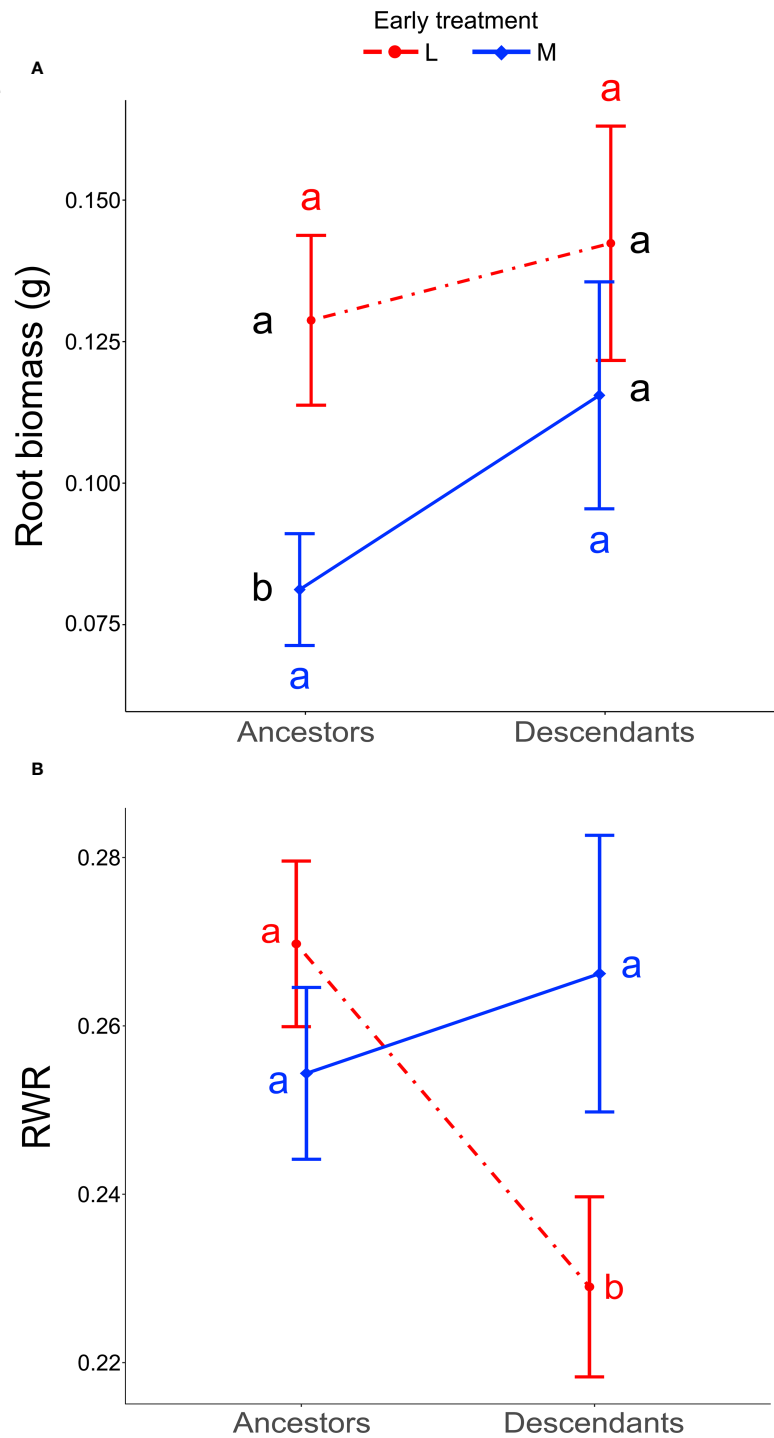 Early treatment
L M
A
a
a
0.150
a
a
0.125
a
0.100
a
b
0.075
a
Root biomass (g)
Ancestors Descendants
B
0.28
a
a
0.26
a
0.24
b
0.22
RWR
Ancestors Descendants